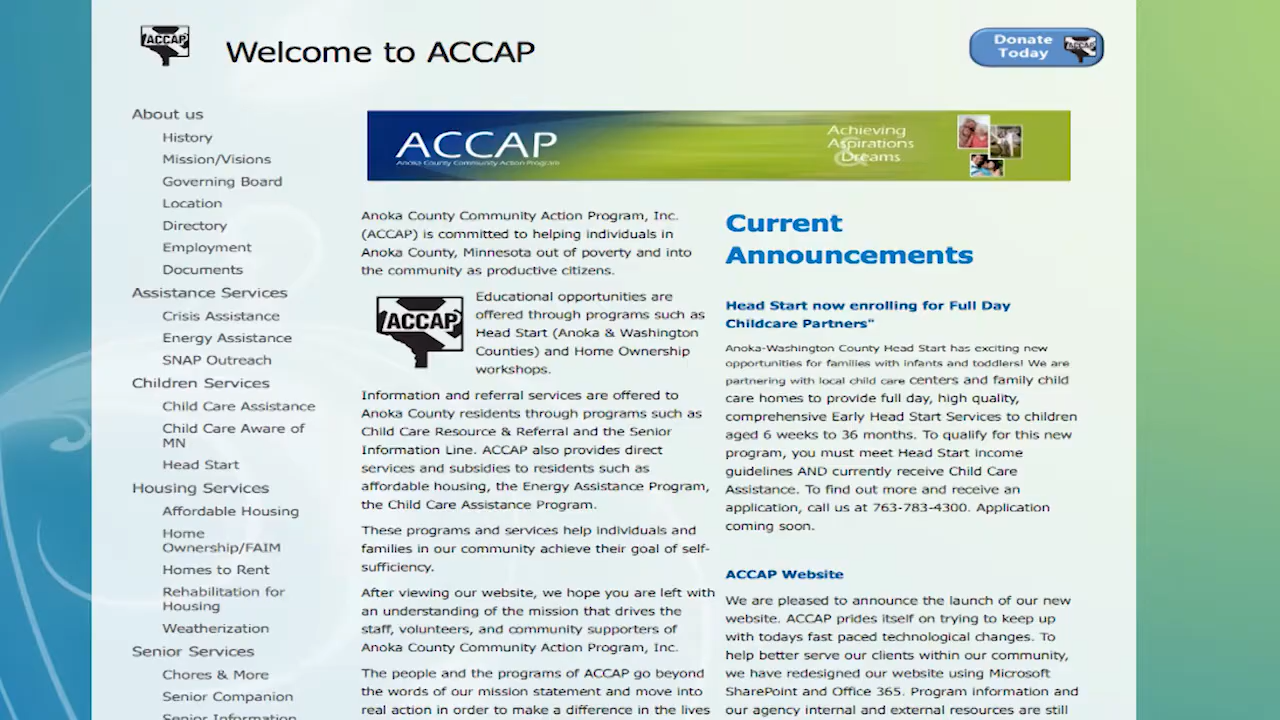 ACCAP
Welcome to ACCAP
Donate
Today
ACCAP
About us
History
Mission/Visions
Governing Board
Location
Directory
Employment
Documents
Assistance Services
Crisis Assistance
Energy Assistance
SNAP Outreach
Children Services
Child Care Assistance
Child Care Aware of
MN
Head Start
Housing Services
Affordable Housing
Home
Ownership/FAIM
Homes to Rent
Rehabilitation for
Housing
Weatherization
Senior Services
Chores & More
Senior Companion
Senior Information
ACCAP
Anoka County Community Action Program
Achieving
Aspirations
&
Dreams
Anoka County Community Action Program, Inc.
(ACCAP) is committed to helping individuals in
Anoka County, Minnesota out of poverty and into
the community as productive citizens.
ACCAP
Educational opportunities are
offered through programs such as
Head Start (Anoka & Washington
Counties) and Home Ownership
workshops.
Information and referral services are offered to
Anoka County residents through programs such as
Child Care Resource & Referral and the Senior
Information Line. ACCAP also provides direct
services and subsidies to residents such as
affordable housing, the Energy Assistance Program,
the Child Care Assistance Program.
These programs and services help individuals and
families in our community achieve their goal of self-
sufficiency.
After viewing our website, we hope you are left with
an understanding of the mission that drives the
staff, volunteers, and community supporters of
Anoka County Community Action Program, Inc.
The people and the programs of ACCAP go beyond
the words of our mission statement and move into
real action in order to make a difference in the lives
Current
Announcements
Head Start now enrolling for Full Day
Childcare Partners"
Anoka-Washington County Head Start has exciting new
opportunities for families with infants and toddlers! We are
partnering with local child care centers and family child
care homes to provide full day, high quality,
comprehensive Early Head Start Services to children
aged 6 weeks to 36 months. To qualify for this new
program, you must meet Head Start income
guidelines AND currently receive Child Care
Assistance. To find out more and receive an
application, call us at 763-783-4300. Application
coming soon.
ACCAP Website
We are pleased to announce the launch of our new
website. ACCAP prides itself on trying to keep up
with todays fast paced technological changes. To
help better serve our clients within our community,
we have redesigned our website using Microsoft
SharePoint and Office 365. Program information and
our agency internal and external resources are still